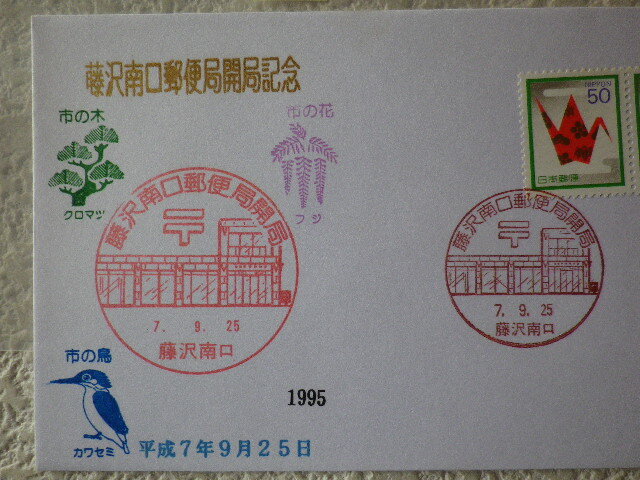 藤沢南口郵便局開局記念
市の木
クロマツ
市の花
フジ
NIPPON
50
日本郵便
藤沢南口郵便局開局
〒
7. 9. 25
藤沢南口
藤沢南口郵便局開局
〒
7. 9. 25
藤沢南口
市の鳥
カワセミ
1995
平成7年9月25日